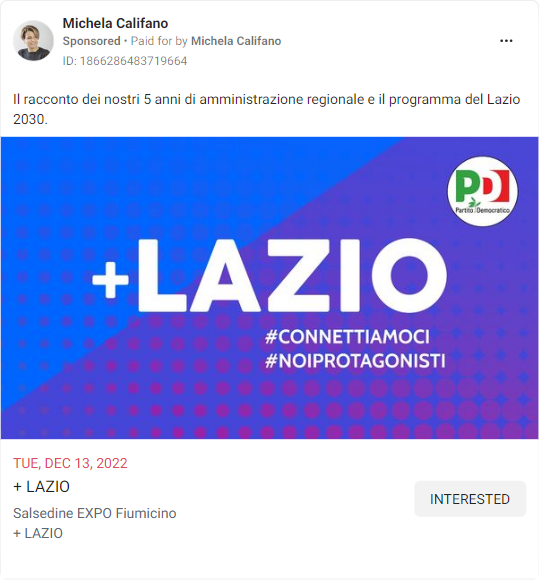 Michela Califano
Sponsored • Paid for by Michela Califano
ID: 1866286483719664
Il racconto dei nostri 5 anni di amministrazione regionale e il programma del Lazio
2030.
PD
Partito Democratico
+LAZIO
#CONNETTIAMOCI
#NOIPROTAGONISTI
TUE, DEC 13, 2022
+ LAZIO
INTERESTED
Salsedine EXPO Fiumicino
+ LAZIO